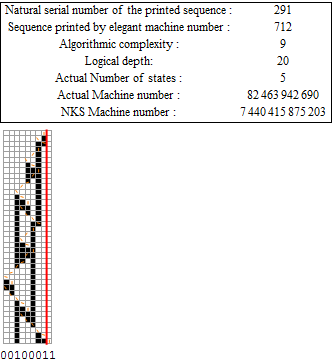 Natural serial number of the printed sequence : 291
Sequence printed by elegant machine number : 712
Algorithmic complexity : 9
Logical depth: 20
Actual Number of states : 5
Actual Machine number : 82 463 942 690
NKS Machine number : 7 440 415 875 203
00100011